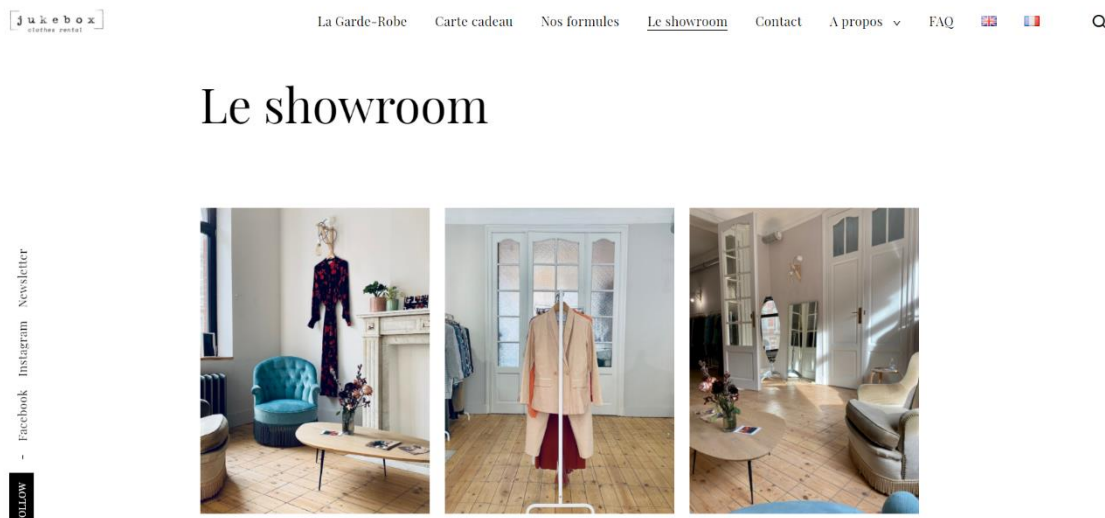 [jukebox]
clothes rental
La Garde-Robe Carte cadeau Nos formules Le showroom Contact A propos FAQ
Le showroom
Newsletter
Instagram
Facebook